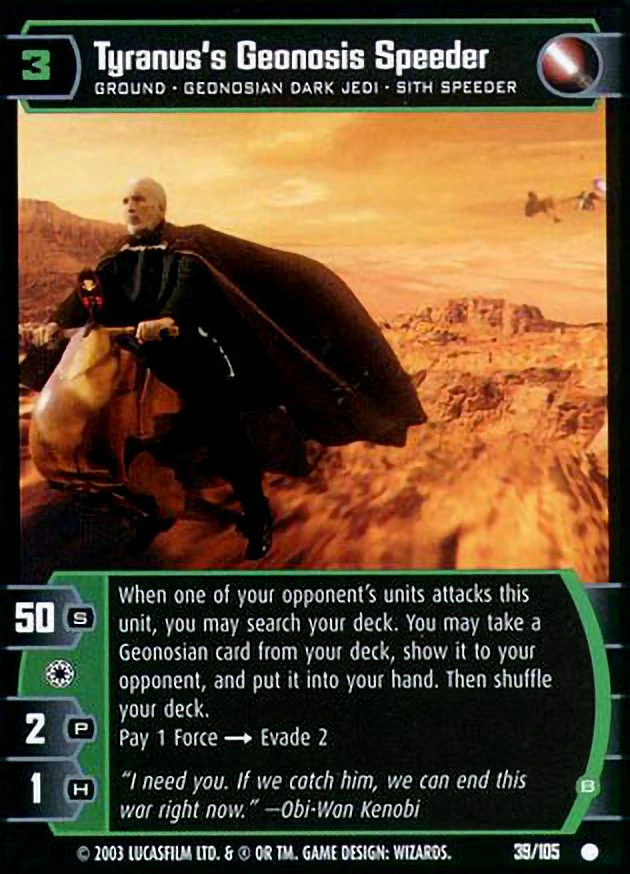 3
Tyranus's Geonosis Speeder
GROUND · GEONOSIAN DARK JEDI · SITH SPEEDER
50 S
2 P
1 H
When one of your opponent's units attacks this
unit, you may search your deck. You may take a
Geonosian card from your deck, show it to your
opponent, and put it into your hand. Then shuffle
your deck.
Pay 1 Force → Evade 2
"I need you. If we catch him, we can end this
war right now." —Obi-Wan Kenobi
B
© 2003 LUCASFILM LTD. & ® OR TM. GAME DESIGN: WIZARDS.
39/105